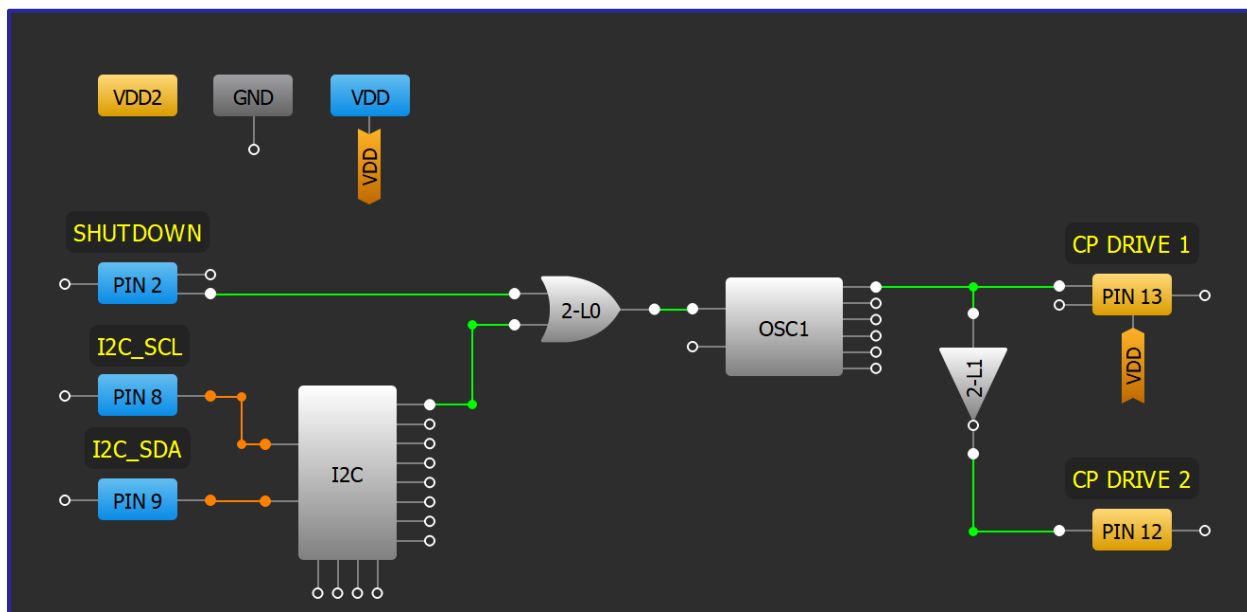 VDD2
GND
VDD
VDD
SHUTDOWN
PIN 2
I2C_SCL
PIN 8
I2C_SDA
PIN 9
I2C
2-L0
OSC1
2-L1
CP DRIVE 1
PIN 13
VDD
CP DRIVE 2
PIN 12